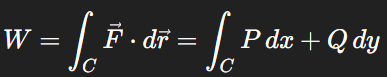 W = ∫_C F⃗ · dr⃗ = ∫_C P dx + Q dy